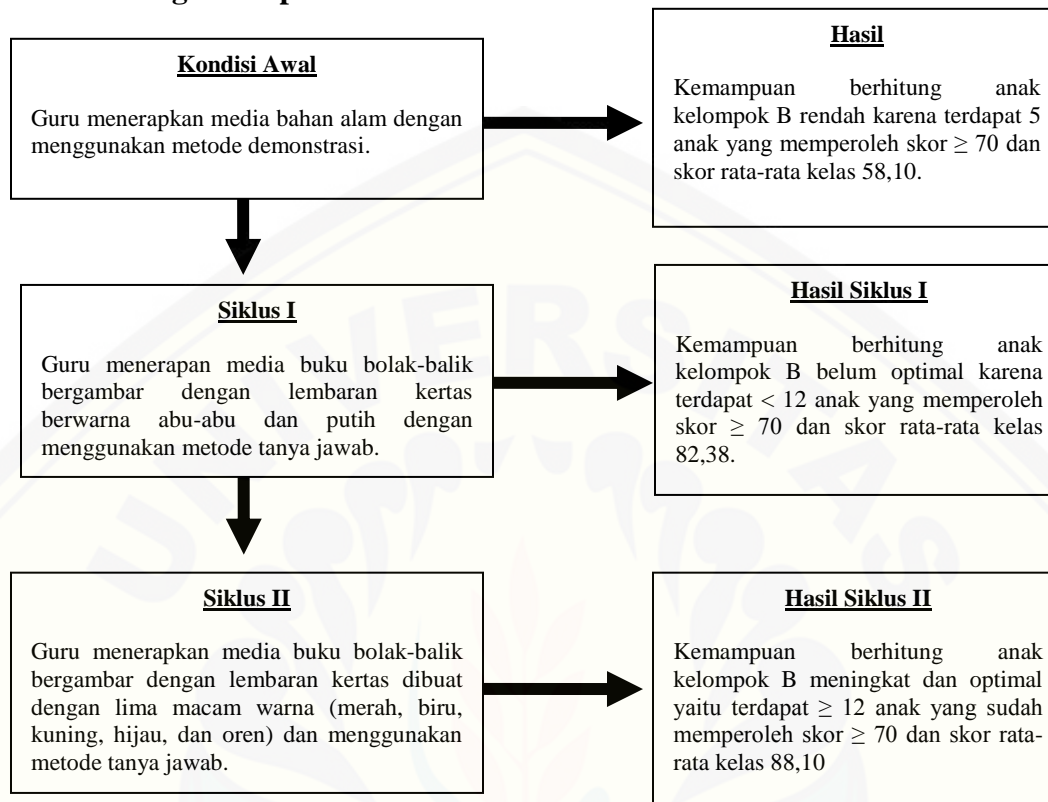 Kondisi Awal
Guru menerapkan media bahan alam dengan
menggunakan metode demonstrasi.
Hasil
Kemampuan berhitung anak
kelompok B rendah karena terdapat 5
anak yang memperoleh skor ≥ 70 dan
skor rata-rata kelas 58,10.
Siklus I
Guru menerapan media buku bolak-balik
bergambar dengan lembaran kertas
berwarna abu-abu dan putih dengan
menggunakan metode tanya jawab.
Hasil Siklus I
Kemampuan berhitung anak
kelompok B belum optimal karena
terdapat < 12 anak yang memperoleh
skor ≥ 70 dan skor rata-rata kelas
82,38.
Siklus II
Guru menerapkan media buku bolak-balik
bergambar dengan lembaran kertas dibuat
dengan lima macam warna (merah, biru,
kuning, hijau, dan oren) dan menggunakan
metode tanya jawab.
Hasil Siklus II
Kemampuan berhitung anak
kelompok B meningkat dan optimal
yaitu terdapat ≥ 12 anak yang sudah
memperoleh skor ≥ 70 dan skor rata-
rata kelas 88,10
UNIVERSITAS